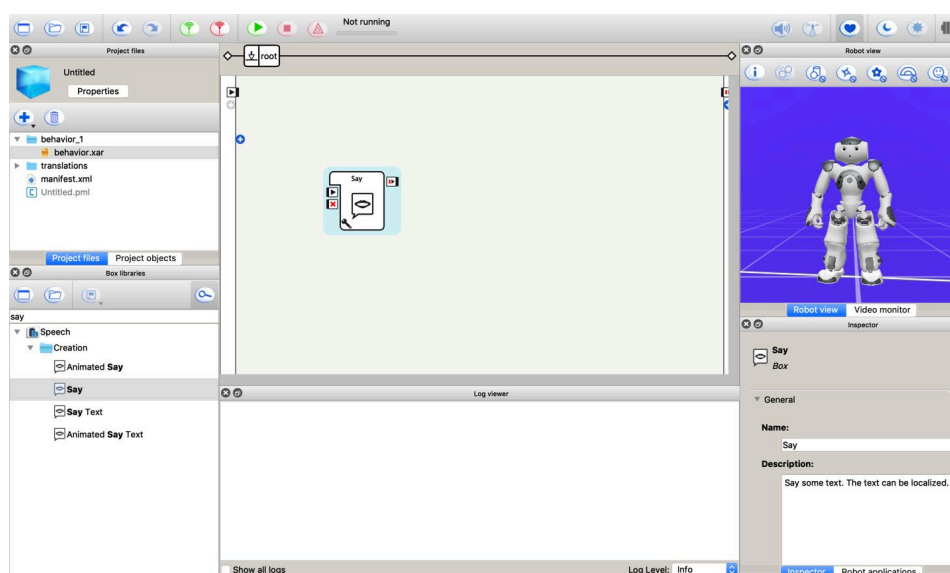 Not running
Project files
Untitled
Properties
behavior_1
behavior.xar
translations
manifest.xml
Untitled.pml
Project files Project objects
Box libraries
say
Speech
Creation
Animated Say
Say
Say Text
Animated Say Text
root
Say
Log viewer
Show all logs
Log Level: Info
Robot view
Robot view Video monitor
Inspector
Say
Box
General
Name:
Say
Description:
Say some text. The text can be localized.
Inspector Robot applications